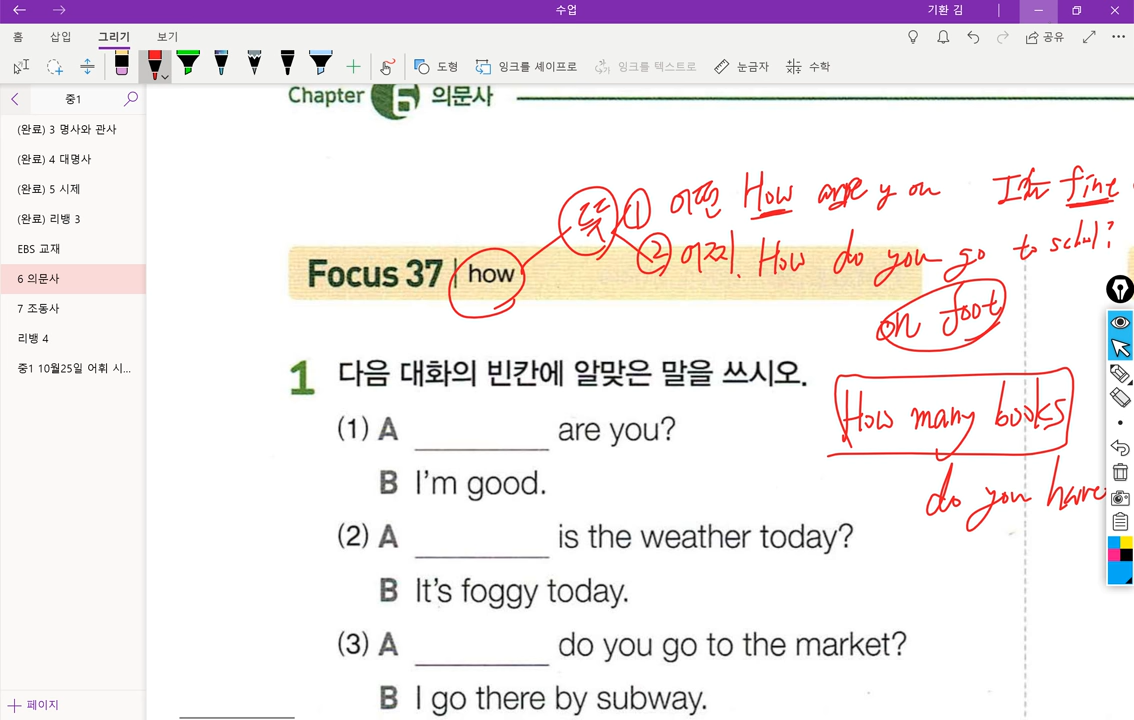 수업
기환 김
홈 삽입 그리기 보기
공유
도형 잉크를 셰이프로 잉크를 텍스트로 눈금자 수학
중1
(완료) 3 명사와 관사
(완료) 4 대명사
(완료) 5 시제
(완료) 리뱅 3
EBS 교재
6 의문사
7 조동사
리뱅 4
중1 10월25일 어휘 시...
페이지
Chapter 6 의문사
① 어떤 How are you I'm fine
② 어찌. How do you go to school?
Focus 37 | how
on foot
1 다음 대화의 빈칸에 알맞은 말을 쓰시오.
How many books
do you have
(1) A ________ are you?
B I'm good.
(2) A ________ is the weather today?
B It's foggy today.
(3) A ________ do you go to the market?
B I go there by subway.